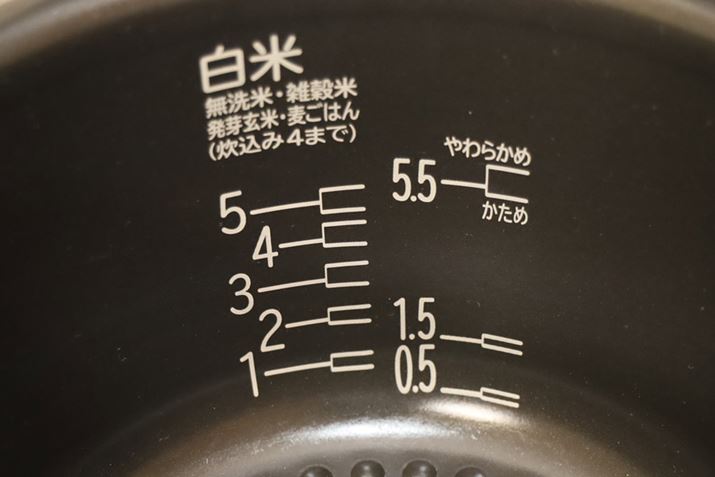 白米
無洗米・雑穀米
発芽玄米・麦ごはん
(炊込み4まで)
5
4
3
2
1
やわらかめ
5.5
かため
1.5
0.5